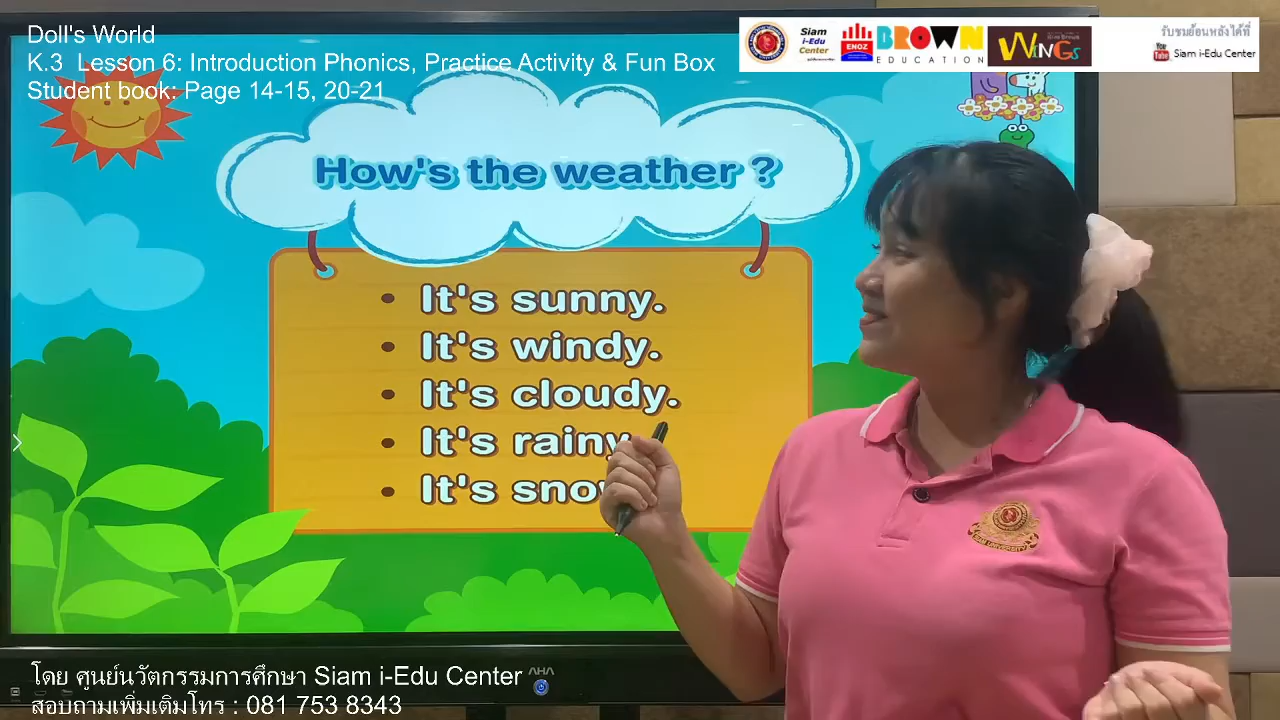 Doll's World
K.3 Lesson 6: Introduction Phonics, Practice Activity & Fun Box
Student book: Page 14-15, 20-21
Siam
i-Edu
Center
ENOZ
BROWN
EDUCATION
WINGS
รับชมย้อนหลังได้ที่
You
Tube
Siam i-Edu Center
How's the weather ?
• It's sunny.
• It's windy.
• It's cloudy.
• It's rainy
• It's snow
SIAM UNIVERSITY
โดย ศูนย์นวัตกรรมการศึกษา Siam i-Edu Center
สอบถามเพิ่มเติมโทร : 081 753 8343